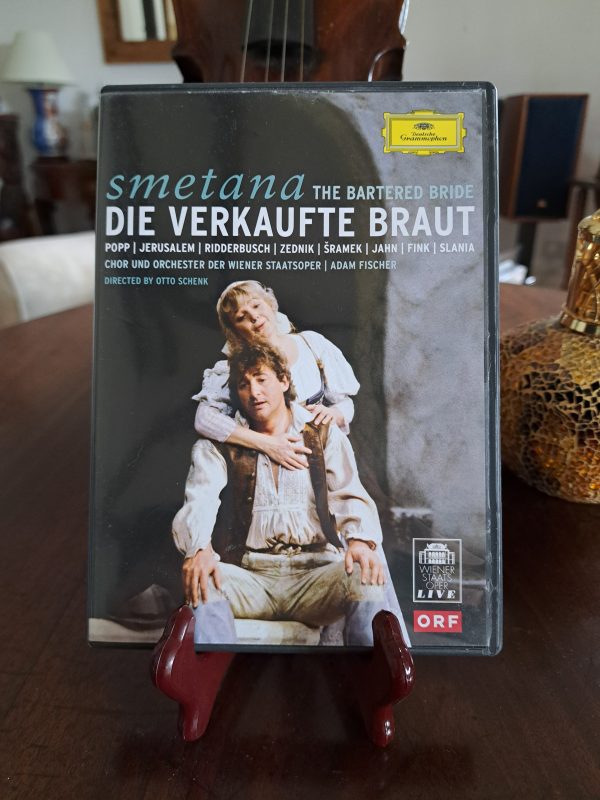 Deutsche
Grammophon
smetana THE BARTERED BRIDE
DIE VERKAUFTE BRAUT
POPP | JERUSALEM | RIDDERBUSCH | ZEDNIK | ŠRAMEK | JAHN | FINK | SLANIA
CHOR UND ORCHESTER DER WIENER STAATSOPER | ADAM FISCHER
DIRECTED BY OTTO SCHENK
WIENER
STAATS
OPER
LIVE
ORF